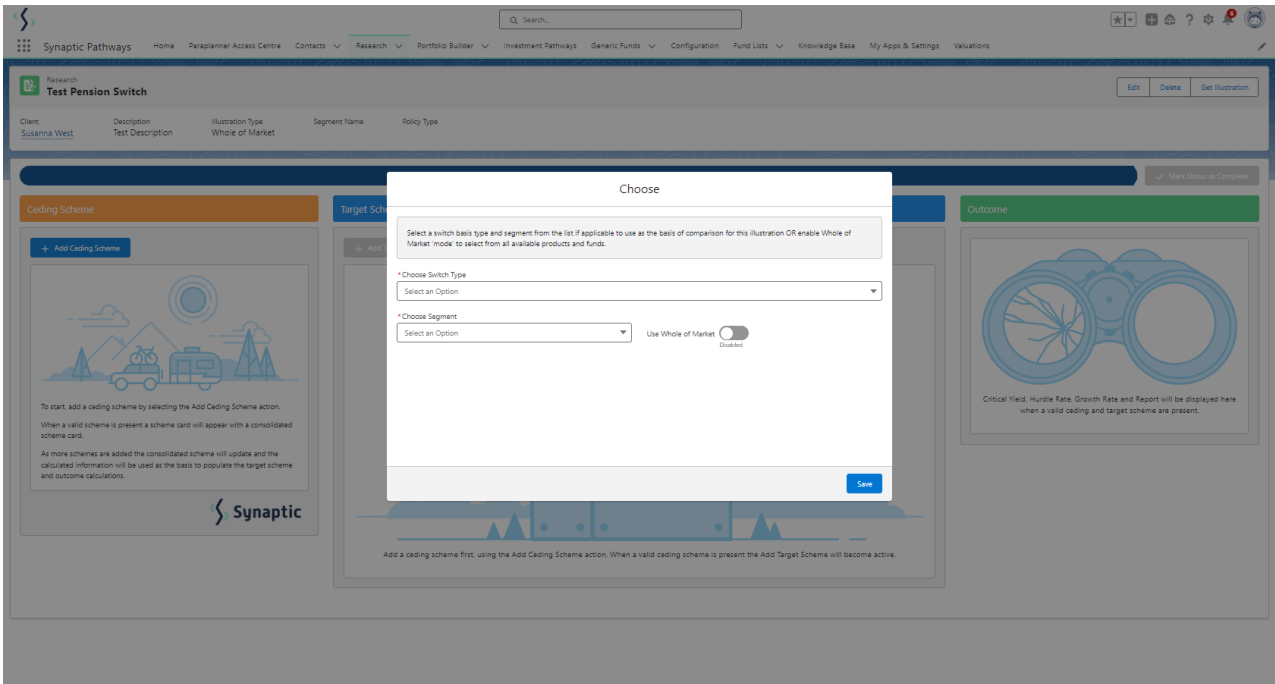 Search...
Synaptic Pathways Home Paraplanner Access Centre Contacts Research Portfolio Builder Investment Pathways Generic Funds Configuration Fund Lists Knowledge Base My Apps & Settings Valuations
Research
Test Pension Switch
Edit Delete Get Illustration
Client Description Illustration Type Segment Name Policy Type
Susanna West Test Description Whole of Market
Mark Status as Complete
Choose
Ceding Scheme
Target Sch
Outcome
Select a switch basis type and segment from the list if applicable to use as the basis of comparison for this illustration OR enable Whole of
Market 'mode' to select from all available products and funds.
+ Add Ceding Scheme
+ Add T
*Choose Switch Type
Select an Option
*Choose Segment
Select an Option
Use Whole of Market
Disabled
Save
To start, add a ceding scheme by selecting the Add Ceding Scheme action.
When a valid scheme is present a scheme card will appear with a consolidated
scheme card.
As more schemes are added the consolidated scheme will update and the
calculated information will be used as the basis to populate the target scheme
and outcome calculations.
Synaptic
Add a ceding scheme first, using the Add Ceding Scheme action. When a valid ceding scheme is present the Add Target Scheme will become active.
Critical Yield, Hurdle Rate, Growth Rate and Report will be displayed here
when a valid ceding and target scheme are present.